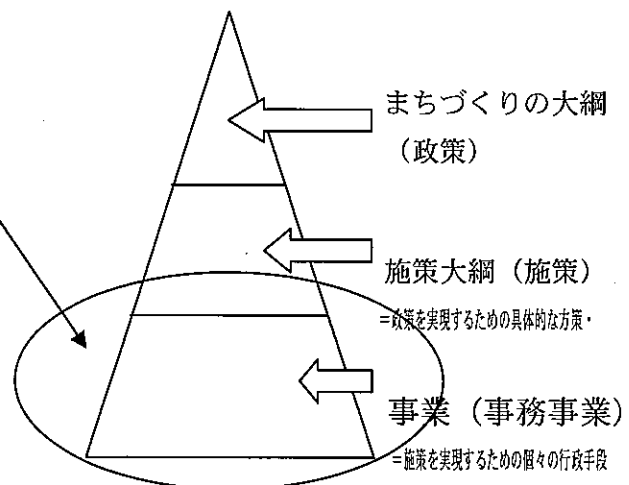 まちづくりの大綱
（政策）
施策大綱（施策）
＝政策を実現するための具体的な方策・
事業（事務事業）
＝施策を実現するための個々の行政手段